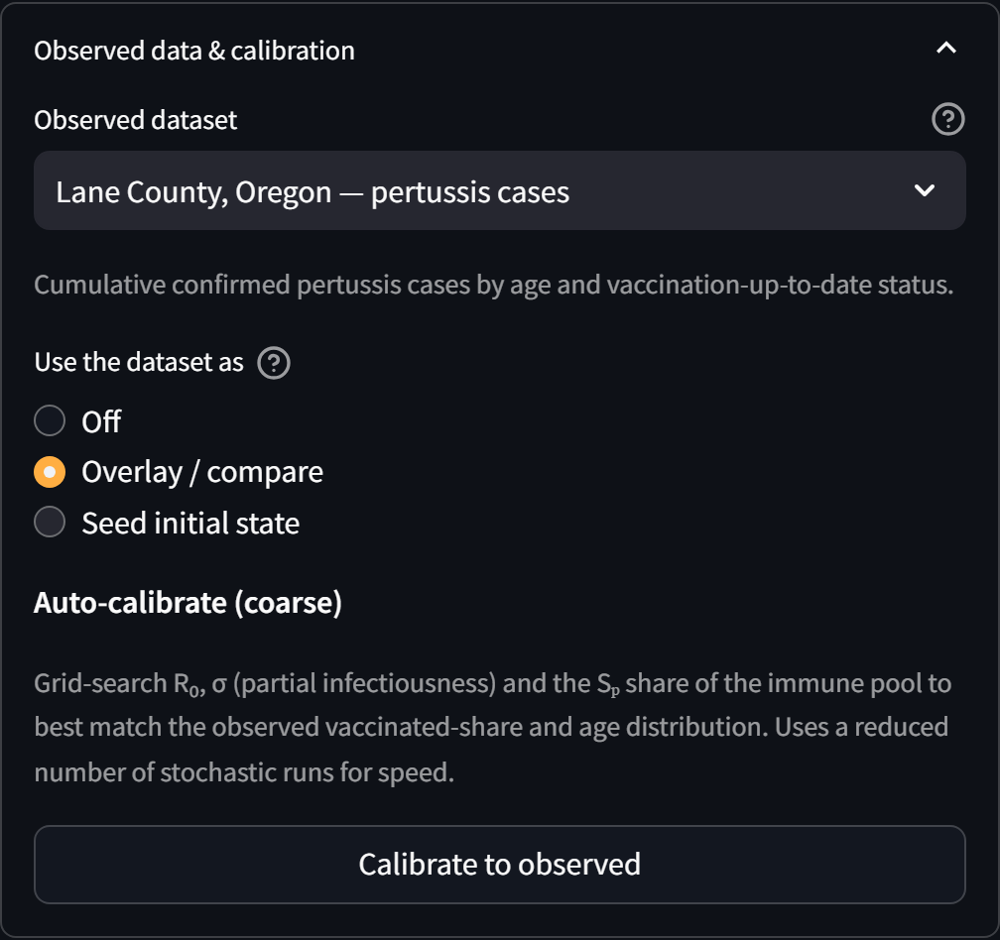 Observed data & calibration
Observed dataset
Lane County, Oregon — pertussis cases
Cumulative confirmed pertussis cases by age and vaccination-up-to-date status.
Use the dataset as
Off
Overlay / compare
Seed initial state
Auto-calibrate (coarse)
Grid-search R₀, σ (partial infectiousness) and the Sₚ share of the immune pool to
best match the observed vaccinated-share and age distribution. Uses a reduced
number of stochastic runs for speed.
Calibrate to observed